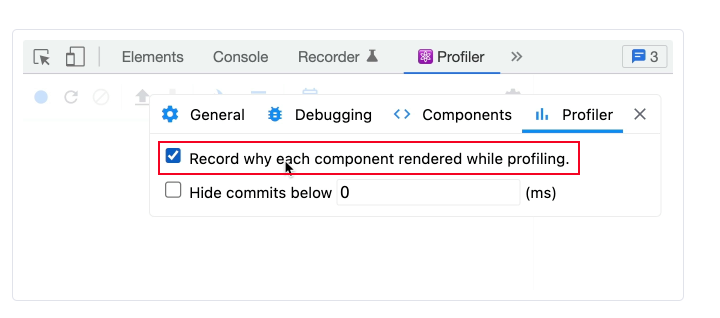 Elements Console Recorder Profiler 3
General Debugging Components Profiler
Record why each component rendered while profiling.
Hide commits below 0 (ms)